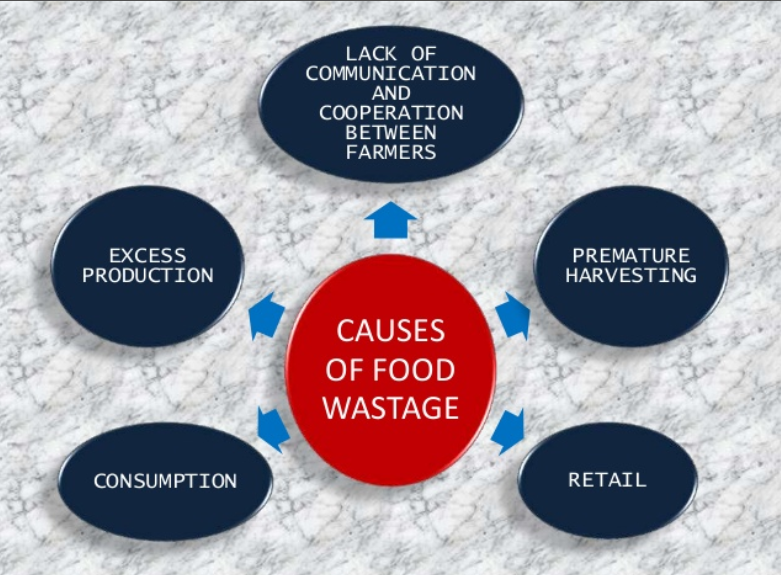 LACK OF
COMMUNICATION
AND
COOPERATION
BETWEEN
FARMERS
EXCESS
PRODUCTION
PREMATURE
HARVESTING
CAUSES
OF FOOD
WASTAGE
CONSUMPTION
RETAIL